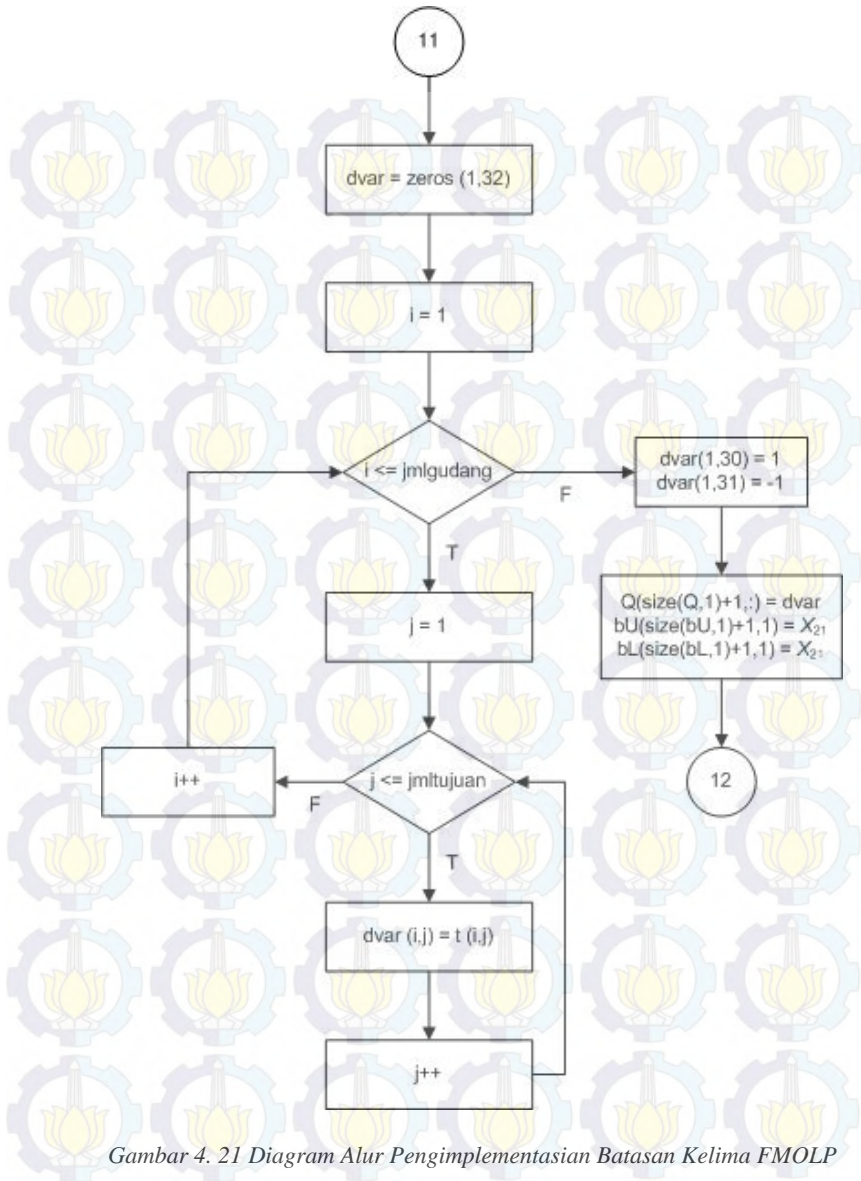 11
dvar = zeros (1,32)
i = 1
i <= jmlgudang
F
dvar(1,30) = 1
dvar(1,31) = -1
T
Q(size(Q,1)+1,:) = dvar
bU(size(bU,1)+1,1) = X21
bL(size(bL,1)+1,1) = X21
j = 1
12
i++
F
j <= jmltujuan
T
dvar (i,j) = t (i,j)
j++
Gambar 4. 21 Diagram Alur Pengimplementasian Batasan Kelima FMOLP